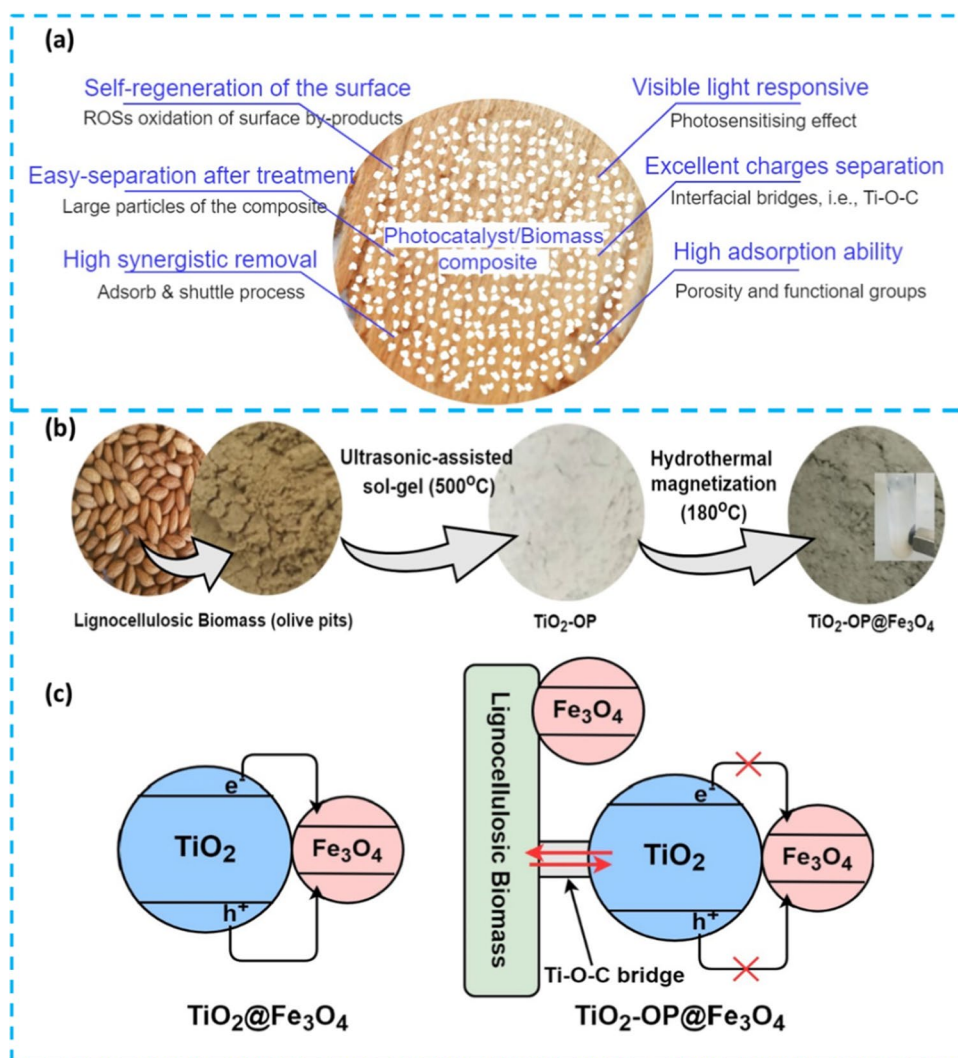 (a)
Self-regeneration of the surface
ROSs oxidation of surface by-products
Easy-separation after treatment
Large particles of the composite
High synergistic removal
Adsorb & shuttle process
Photocatalyst/Biomass
composite
Visible light responsive
Photosensitising effect
Excellent charges separation
Interfacial bridges, i.e., Ti-O-C
High adsorption ability
Porosity and functional groups
(b)
Ultrasonic-assisted
sol-gel (500⁰C)
Hydrothermal
magnetization
(180⁰C)
Lignocellulosic Biomass (olive pits)
TiO₂-OP
TiO₂-OP@Fe₃O₄
(c)
e⁻
TiO₂
h⁺
Fe₃O₄
TiO₂@Fe₃O₄
Lignocellulosic Biomass
Fe₃O₄
e⁻
TiO₂
h⁺
Fe₃O₄
Ti-O-C bridge
TiO₂-OP@Fe₃O₄